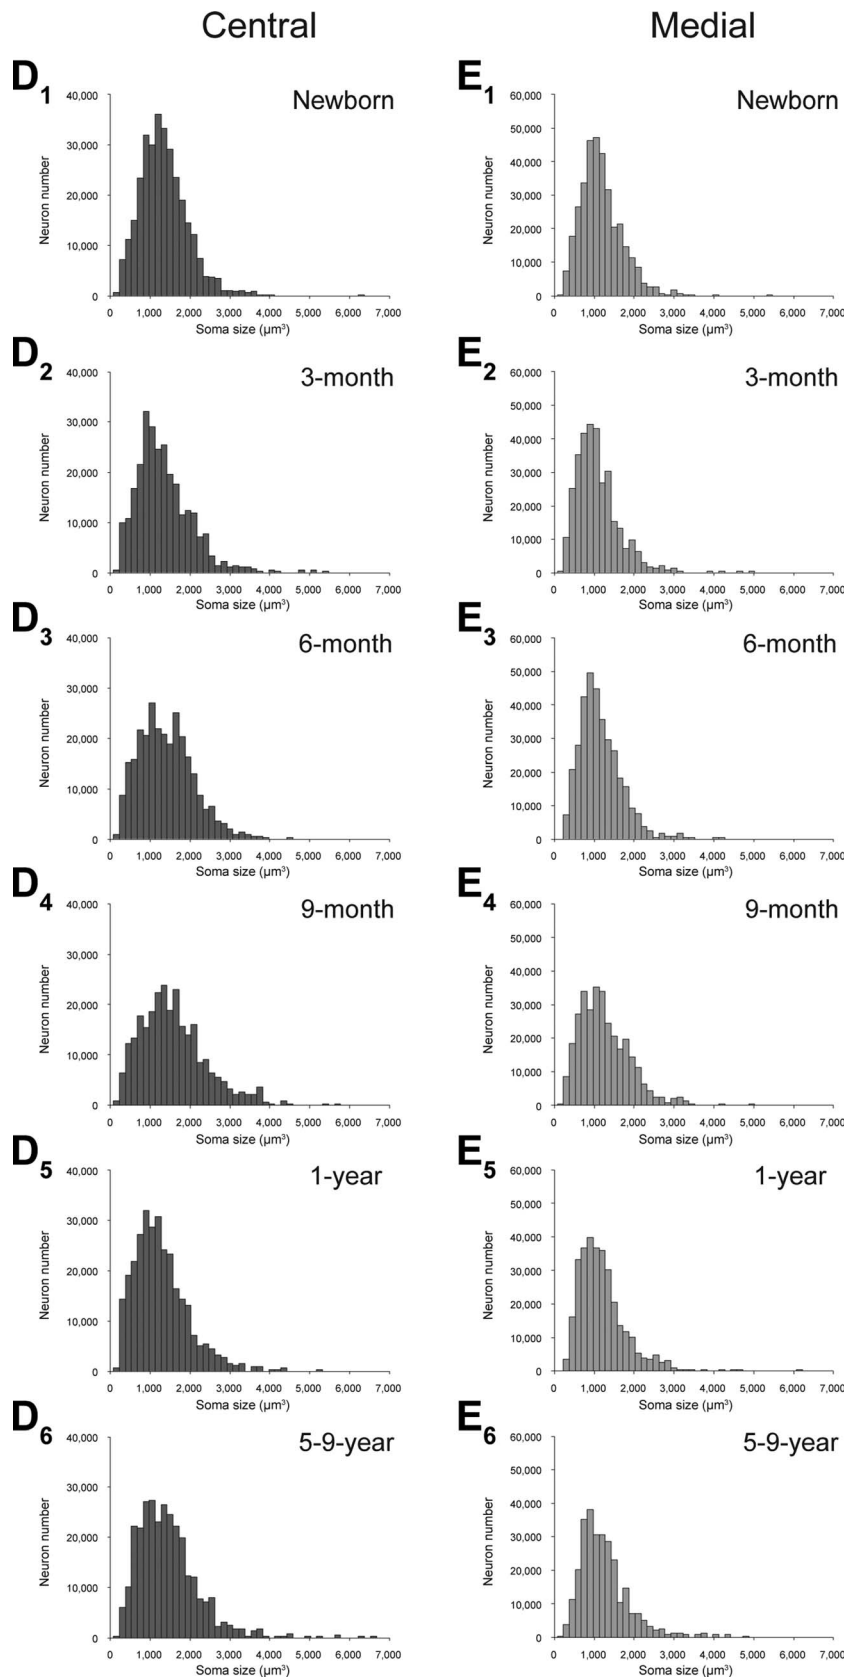 Central
Medial
D1
Newborn
40,000
30,000
20,000
10,000
0
Neuron number
0 1,000 2,000 3,000 4,000 5,000 6,000 7,000
Soma size (µm³)
E1
Newborn
60,000
50,000
40,000
30,000
20,000
10,000
0
Neuron number
0 1,000 2,000 3,000 4,000 5,000 6,000 7,000
Soma size (µm³)
D2
3-month
40,000
30,000
20,000
10,000
0
Neuron number
0 1,000 2,000 3,000 4,000 5,000 6,000 7,000
Soma size (µm³)
E2
3-month
60,000
50,000
40,000
30,000
20,000
10,000
0
Neuron number
0 1,000 2,000 3,000 4,000 5,000 6,000 7,000
Soma size (µm³)
D3
6-month
40,000
30,000
20,000
10,000
0
Neuron number
0 1,000 2,000 3,000 4,000 5,000 6,000 7,000
Soma size (µm³)
E3
6-month
60,000
50,000
40,000
30,000
20,000
10,000
0
Neuron number
0 1,000 2,000 3,000 4,000 5,000 6,000 7,000
Soma size (µm³)
D4
9-month
40,000
30,000
20,000
10,000
0
Neuron number
0 1,000 2,000 3,000 4,000 5,000 6,000 7,000
Soma size (µm³)
E4
9-month
60,000
50,000
40,000
30,000
20,000
10,000
0
Neuron number
0 1,000 2,000 3,000 4,000 5,000 6,000 7,000
Soma size (µm³)
D5
1-year
40,000
30,000
20,000
10,000
0
Neuron number
0 1,000 2,000 3,000 4,000 5,000 6,000 7,000
Soma size (µm³)
E5
1-year
60,000
50,000
40,000
30,000
20,000
10,000
0
Neuron number
0 1,000 2,000 3,000 4,000 5,000 6,000 7,000
Soma size (µm³)
D6
5-9-year
40,000
30,000
20,000
10,000
0
Neuron number
0 1,000 2,000 3,000 4,000 5,000 6,000 7,000
Soma size (µm³)
E6
5-9-year
60,000
50,000
40,000
30,000
20,000
10,000
0
Neuron number
0 1,000 2,000 3,000 4,000 5,000 6,000 7,000
Soma size (µm³)